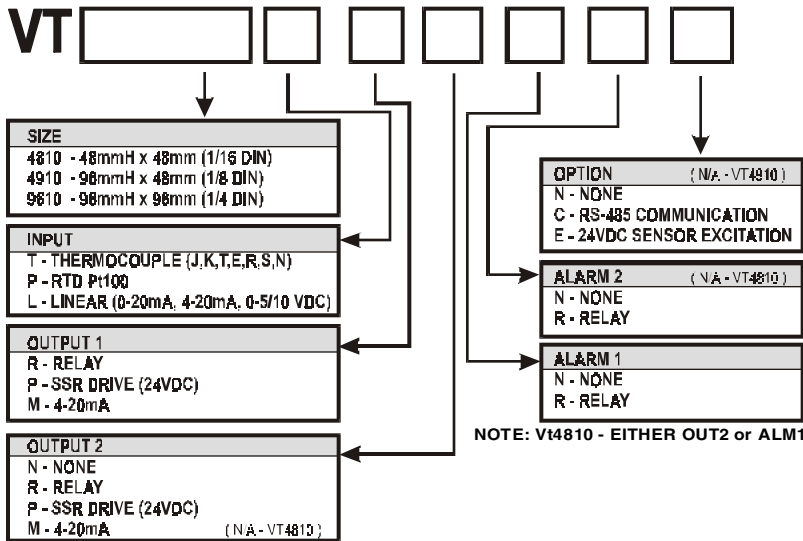 VT
SIZE
4810 - 48mmH x 48mm (1/16 DIN)
4910 - 96mmH x 48mm (1/8 DIN)
9610 - 96mmH x 96mm (1/4 DIN)
INPUT
T - THERMOCOUPLE (J,K,T,E,R,S,N)
P - RTD Pt100
L - LINEAR (0-20mA, 4-20mA, 0-5/10 VDC)
OUTPUT 1
R - RELAY
P - SSR DRIVE (24VDC)
M - 4-20mA
OUTPUT 2
N - NONE
R - RELAY
P - SSR DRIVE (24VDC)
M - 4-20mA (N/A - VT4810)
OPTION (N/A - VT4810)
N - NONE
C - RS-485 COMMUNICATION
E - 24VDC SENSOR EXCITATION
ALARM 2 (N/A - VT4810)
N - NONE
R - RELAY
ALARM 1
N - NONE
R - RELAY
NOTE: Vt4810 - EITHER OUT2 or ALM1